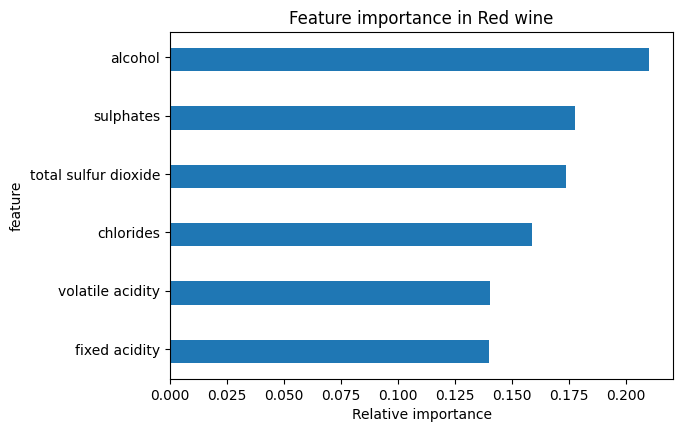 Feature importance in Red wine
alcohol
sulphates
total sulfur dioxide
chlorides
volatile acidity
fixed acidity
feature
0.000 0.025 0.050 0.075 0.100 0.125 0.150 0.175 0.200
Relative importance